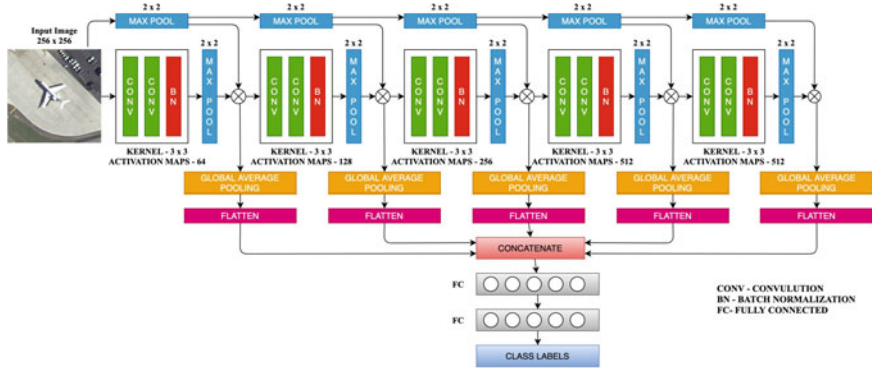 2 x 2
2 x 2
2 x 2
2 x 2
2 x 2
MAX POOL
MAX POOL
MAX POOL
MAX POOL
MAX POOL
Input Image
256 x 256
2 x 2
2 x 2
2 x 2
2 x 2
2 x 2
CONV
CONV
BN
MAX POOL
CONV
CONV
BN
MAX POOL
CONV
CONV
BN
MAX POOL
CONV
CONV
BN
MAX POOL
CONV
CONV
BN
MAX POOL
KERNEL - 3 x 3
ACTIVATION MAPS - 64
KERNEL - 3 x 3
ACTIVATION MAPS - 128
KERNEL - 3 x 3
ACTIVATION MAPS - 256
KERNEL - 3 x 3
ACTIVATION MAPS - 512
KERNEL - 3 x 3
ACTIVATION MAPS - 512
GLOBAL AVERAGE
POOLING
GLOBAL AVERAGE
POOLING
GLOBAL AVERAGE
POOLING
GLOBAL AVERAGE
POOLING
GLOBAL AVERAGE
POOLING
FLATTEN
FLATTEN
FLATTEN
FLATTEN
FLATTEN
CONCATENATE
FC
FC
CLASS LABELS
CONV - CONVULUTION
BN - BATCH NORMALIZATION
FC- FULLY CONNECTED